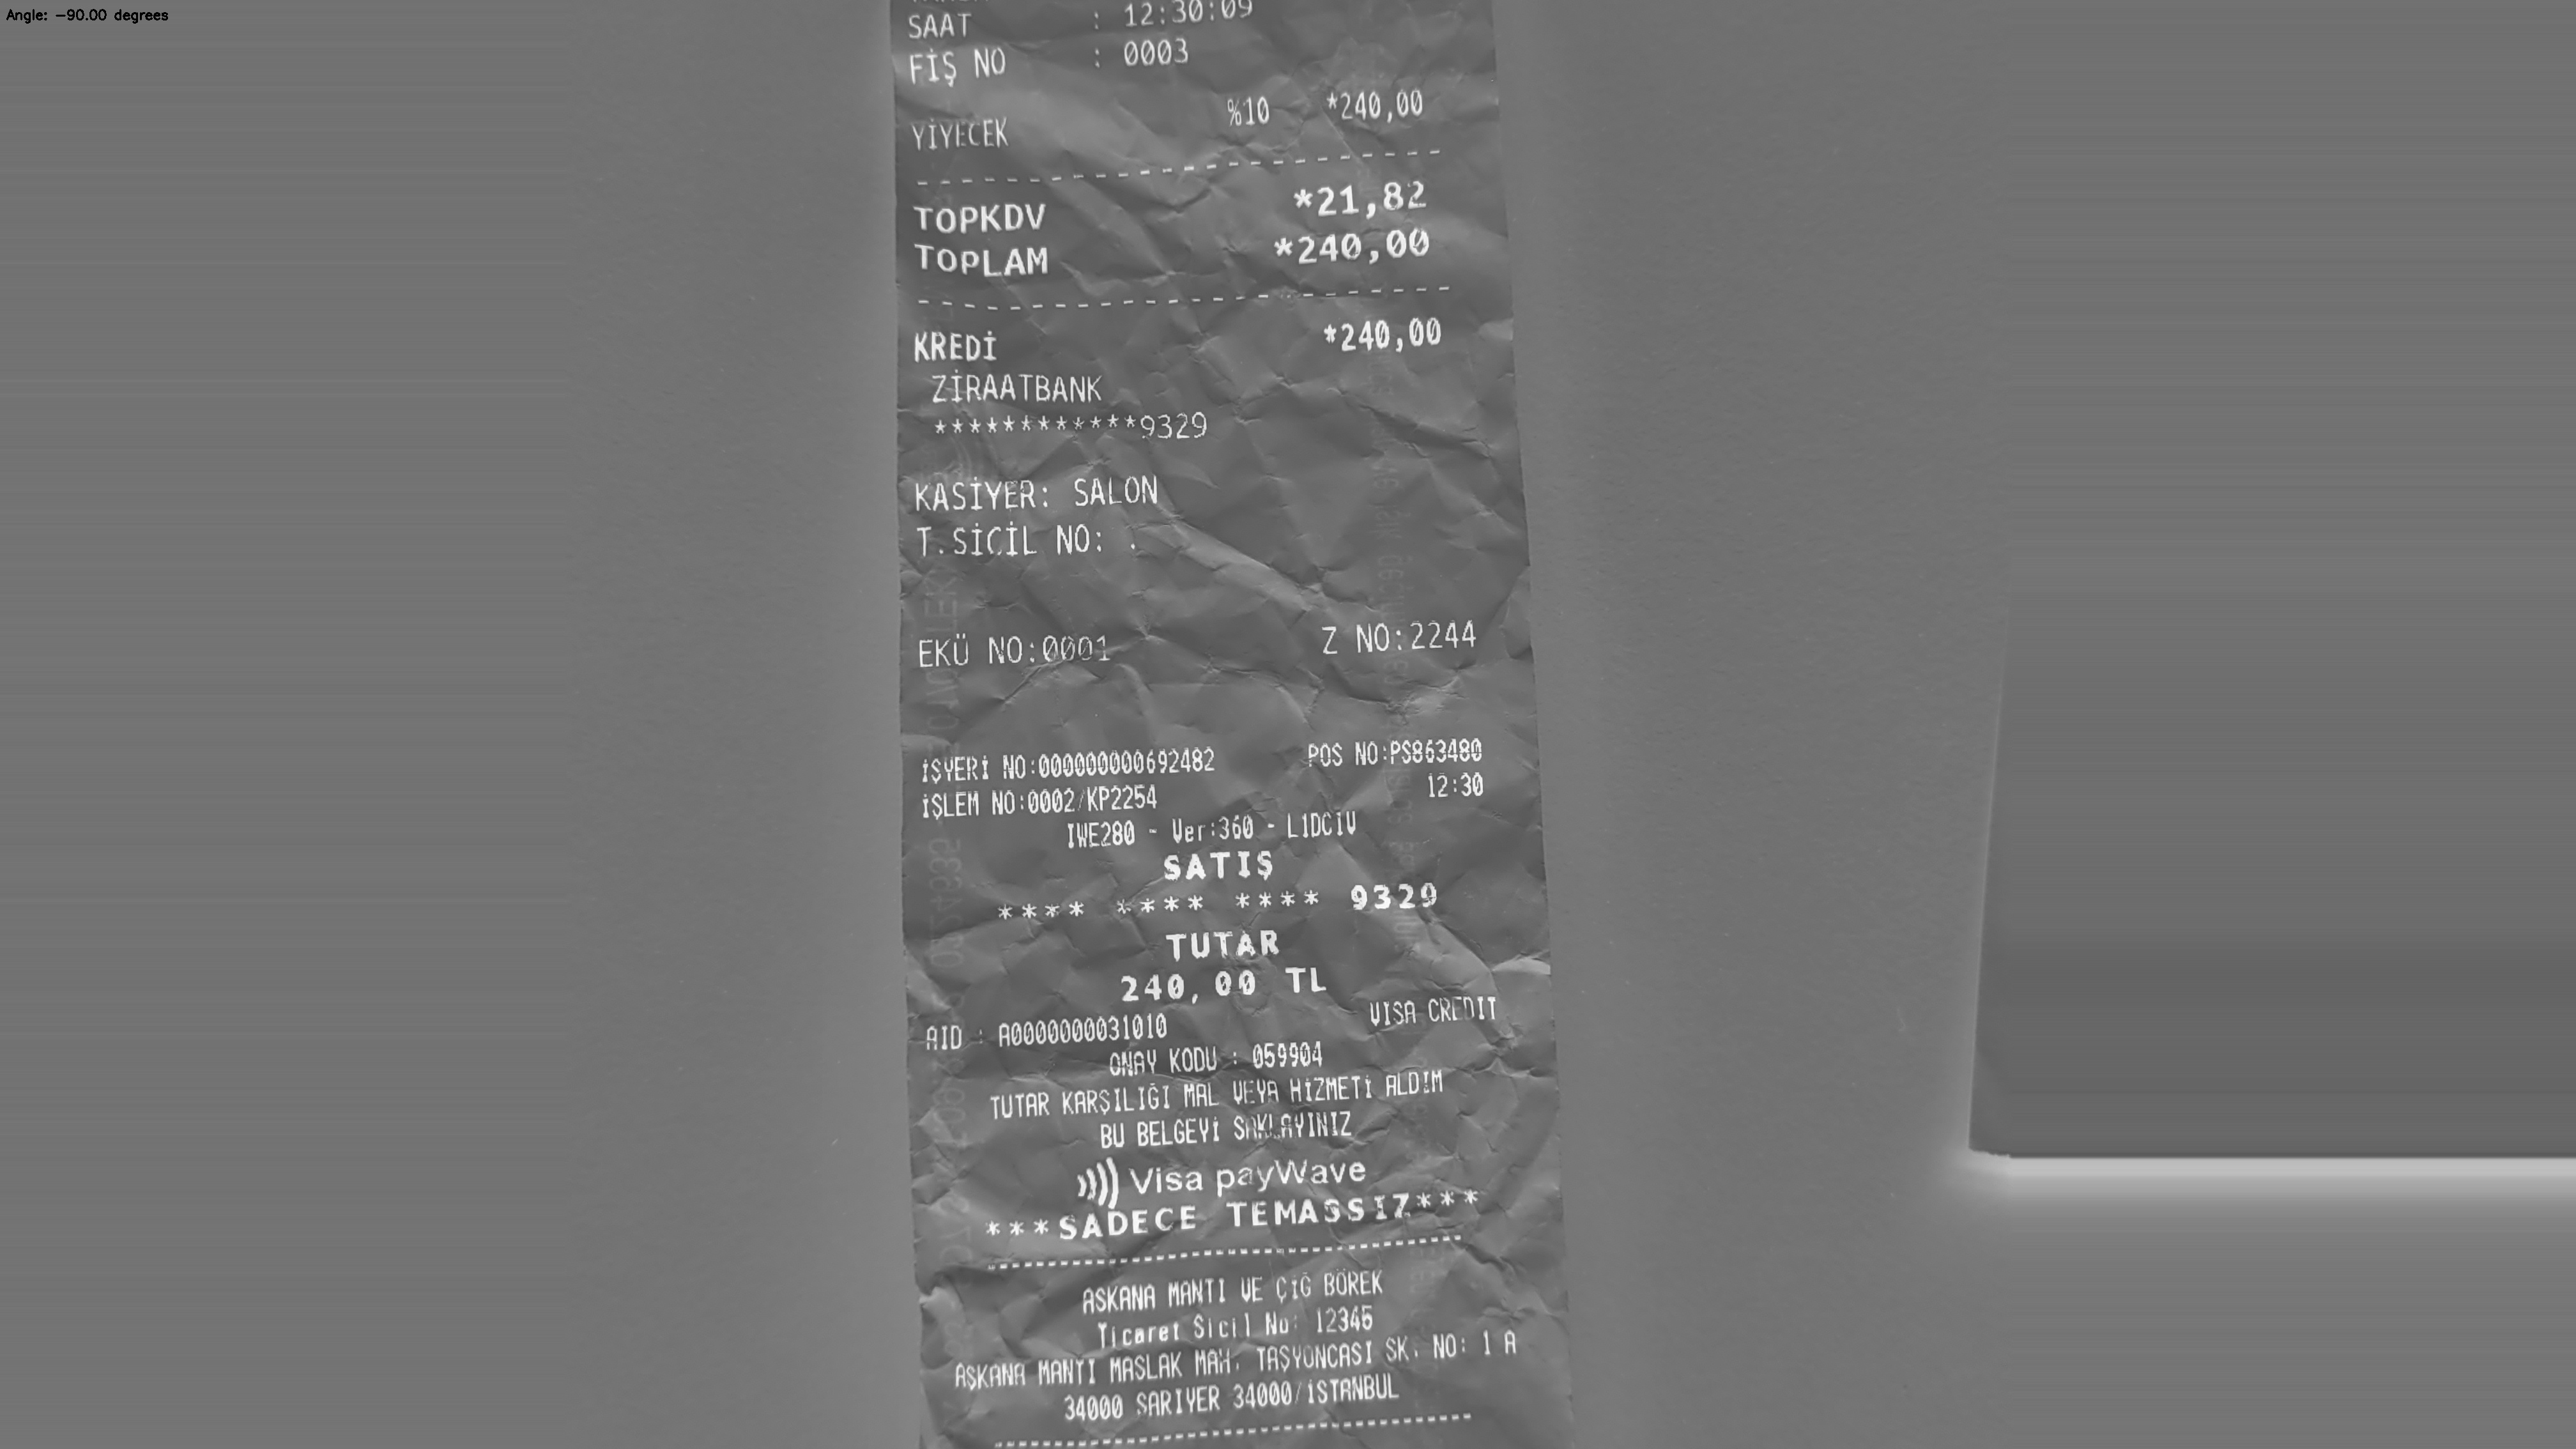 Angle: -90.00 degrees
SAAT : 12:30:09
FİŞ NO : 0003
YİYECEK %10 *240,00
TOPKDV *21,82
TOPLAM *240,00
KREDİ *240,00
ZİRAATBANK
************9329
KASİYER: SALON
T.SİCİL NO: .
EKÜ NO:0001 Z NO:2244
İŞYERİ NO:000000000692482 POS NO:PS863480
İŞLEM NO:0002/KP2254 12:30
IWE280 - Ver:360 - L1DCİV
SATIŞ
**** **** **** 9329
TUTAR
240,00 TL
AID : A0000000031010 VISA CREDIT
ONAY KODU : 059904
TUTAR KARŞILIĞI MAL VEYA HİZMETİ ALDIM
BU BELGEYİ SAKLAYINIZ
Visa payWave
***SADECE TEMASSIZ***
ASKANA MANTI VE ÇİĞ BÖREK
Ticaret Sicil No: 12345
AŞKANA MANTI MASLAK MAH. TAŞYONCASI SK. NO: 1 A
34000 SARIYER 34000/İSTANBUL